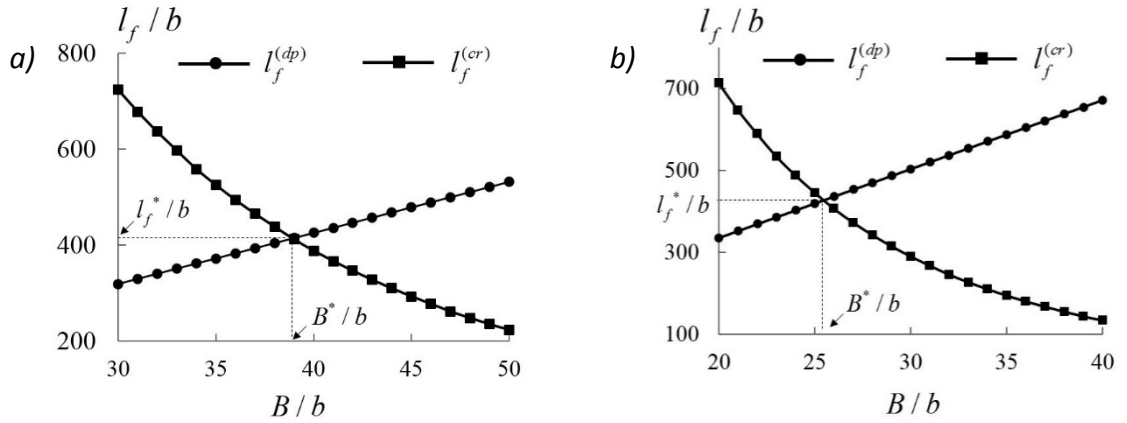 a)
l_f / b
l_f^{(dp)} l_f^{(cr)}
800
600
400
200
l_f^* / b
B^* / b
30 35 40 45 50
B / b
b)
l_f / b
l_f^{(dp)} l_f^{(cr)}
700
500
300
100
l_f^* / b
B^* / b
20 25 30 35 40
B / b